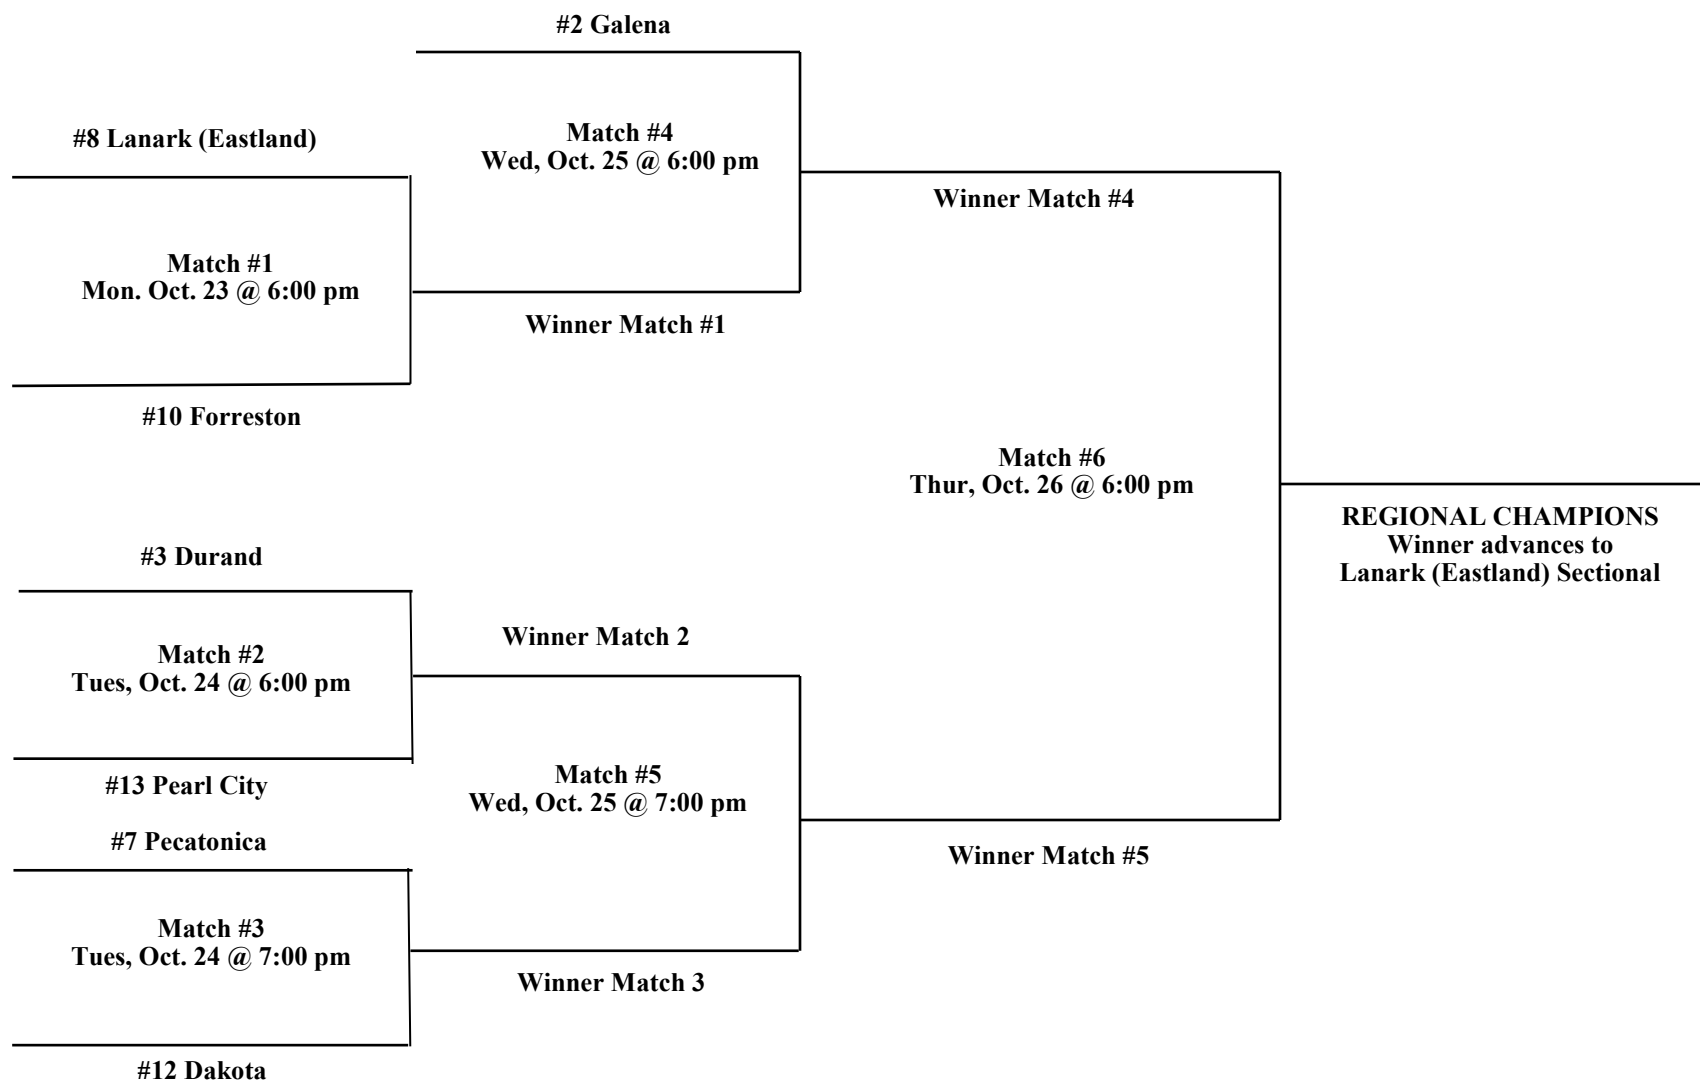 #2 Galena
#8 Lanark (Eastland)
Match #4
Wed, Oct. 25 @ 6:00 pm
Winner Match #4
Match #1
Mon. Oct. 23 @ 6:00 pm
Winner Match #1
#10 Forreston
Match #6
Thur, Oct. 26 @ 6:00 pm
REGIONAL CHAMPIONS
Winner advances to
Lanark (Eastland) Sectional
#3 Durand
Winner Match 2
Match #2
Tues, Oct. 24 @ 6:00 pm
#13 Pearl City
Match #5
Wed, Oct. 25 @ 7:00 pm
#7 Pecatonica
Winner Match #5
Match #3
Tues, Oct. 24 @ 7:00 pm
Winner Match 3
#12 Dakota